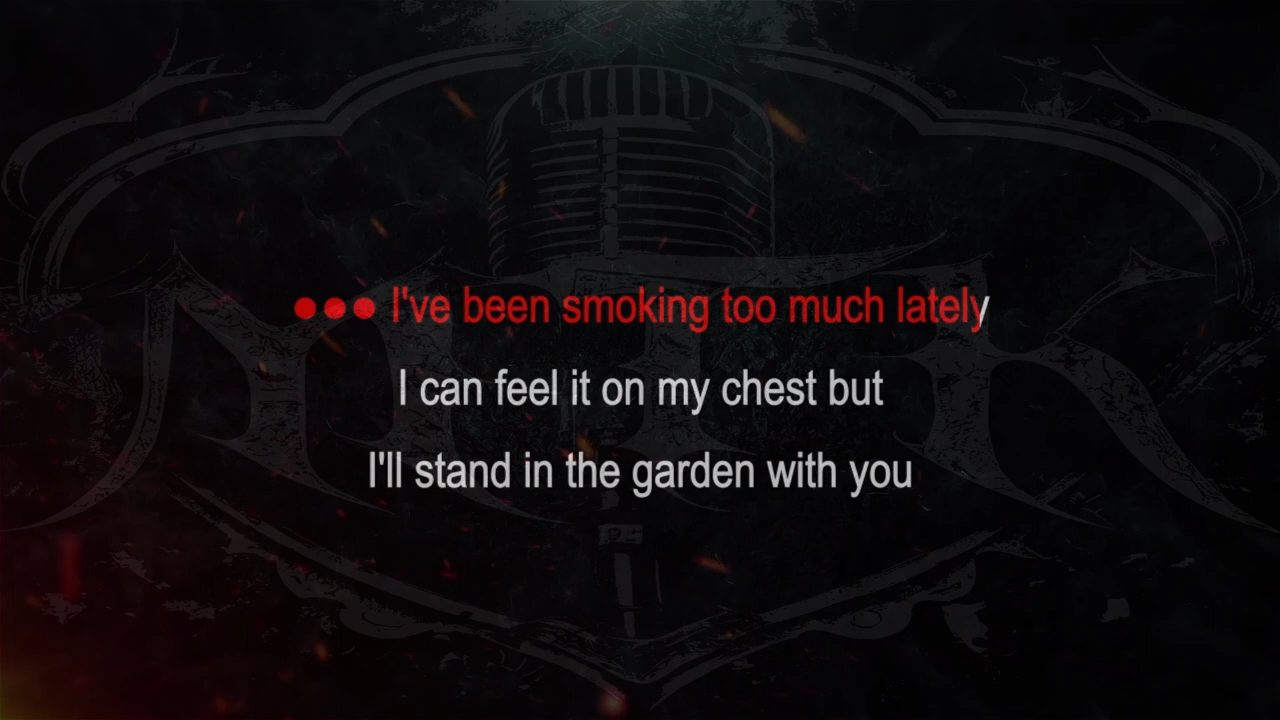 ●●● I've been smoking too much lately
I can feel it on my chest but
I'll stand in the garden with you